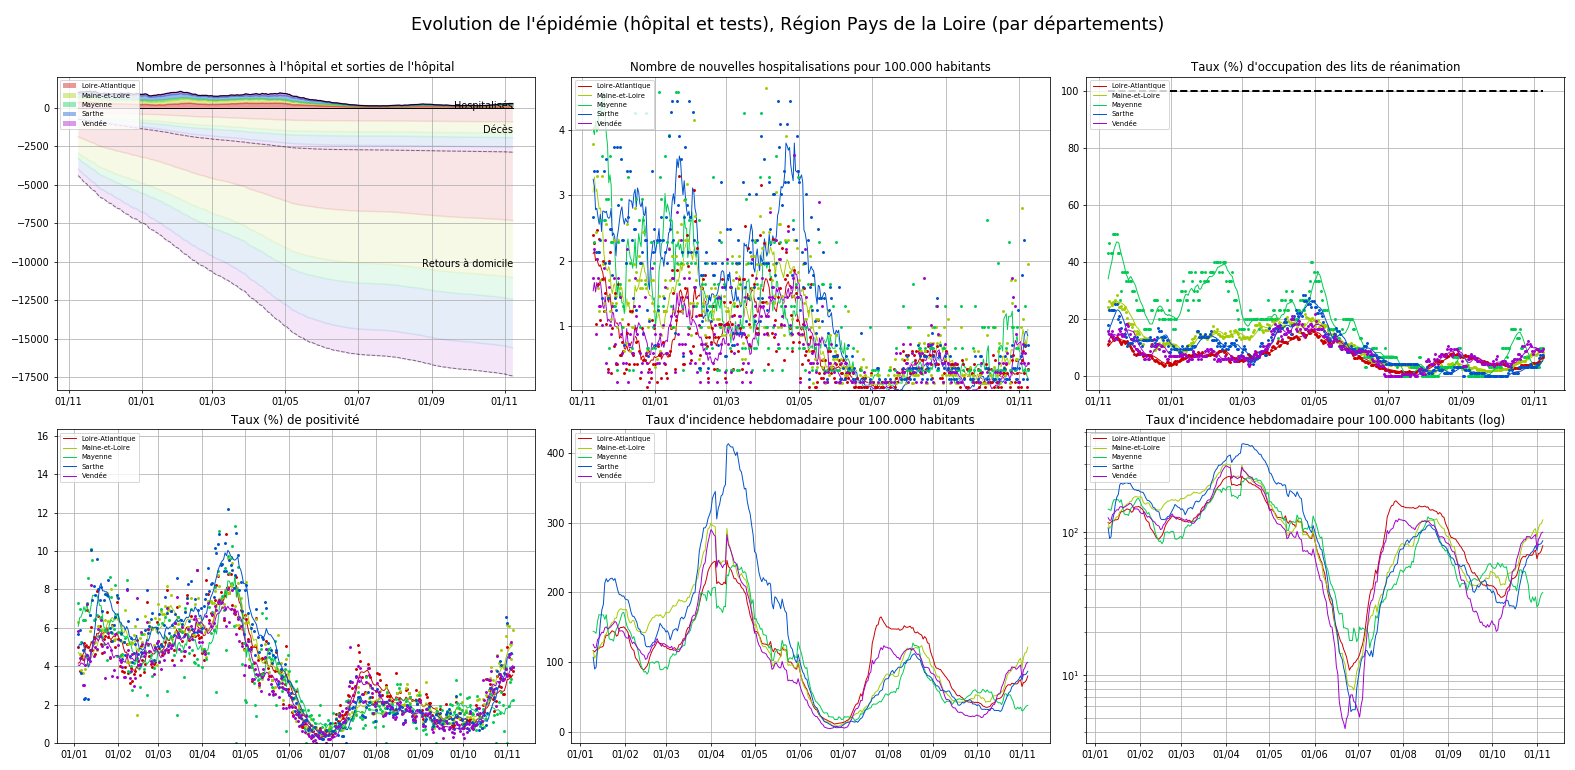 Evolution de l'épidémie (hôpital et tests), Région Pays de la Loire (par départements)
Nombre de personnes à l'hôpital et sorties de l'hôpital
Loire-Atlantique
Maine-et-Loire
Mayenne
Sarthe
Vendée
Hospitalisés
Décès
Retours à domicile
0
−2500
−5000
−7500
−10000
−12500
−15000
−17500
01/11 01/01 01/03 01/05 01/07 01/09 01/11
Nombre de nouvelles hospitalisations pour 100.000 habitants
Loire-Atlantique
Maine-et-Loire
Mayenne
Sarthe
Vendée
4
3
2
1
01/11 01/01 01/03 01/05 01/07 01/09 01/11
Taux (%) d'occupation des lits de réanimation
Loire-Atlantique
Maine-et-Loire
Mayenne
Sarthe
Vendée
100
80
60
40
20
0
01/11 01/01 01/03 01/05 01/07 01/09 01/11
Taux (%) de positivité
Loire-Atlantique
Maine-et-Loire
Mayenne
Sarthe
Vendée
16
14
12
10
8
6
4
2
0
01/01 01/02 01/03 01/04 01/05 01/06 01/07 01/08 01/09 01/10 01/11
Taux d'incidence hebdomadaire pour 100.000 habitants
Loire-Atlantique
Maine-et-Loire
Mayenne
Sarthe
Vendée
400
300
200
100
0
01/01 01/02 01/03 01/04 01/05 01/06 01/07 01/08 01/09 01/10 01/11
Taux d'incidence hebdomadaire pour 100.000 habitants (log)
Loire-Atlantique
Maine-et-Loire
Mayenne
Sarthe
Vendée
10²
10¹
01/01 01/02 01/03 01/04 01/05 01/06 01/07 01/08 01/09 01/10 01/11